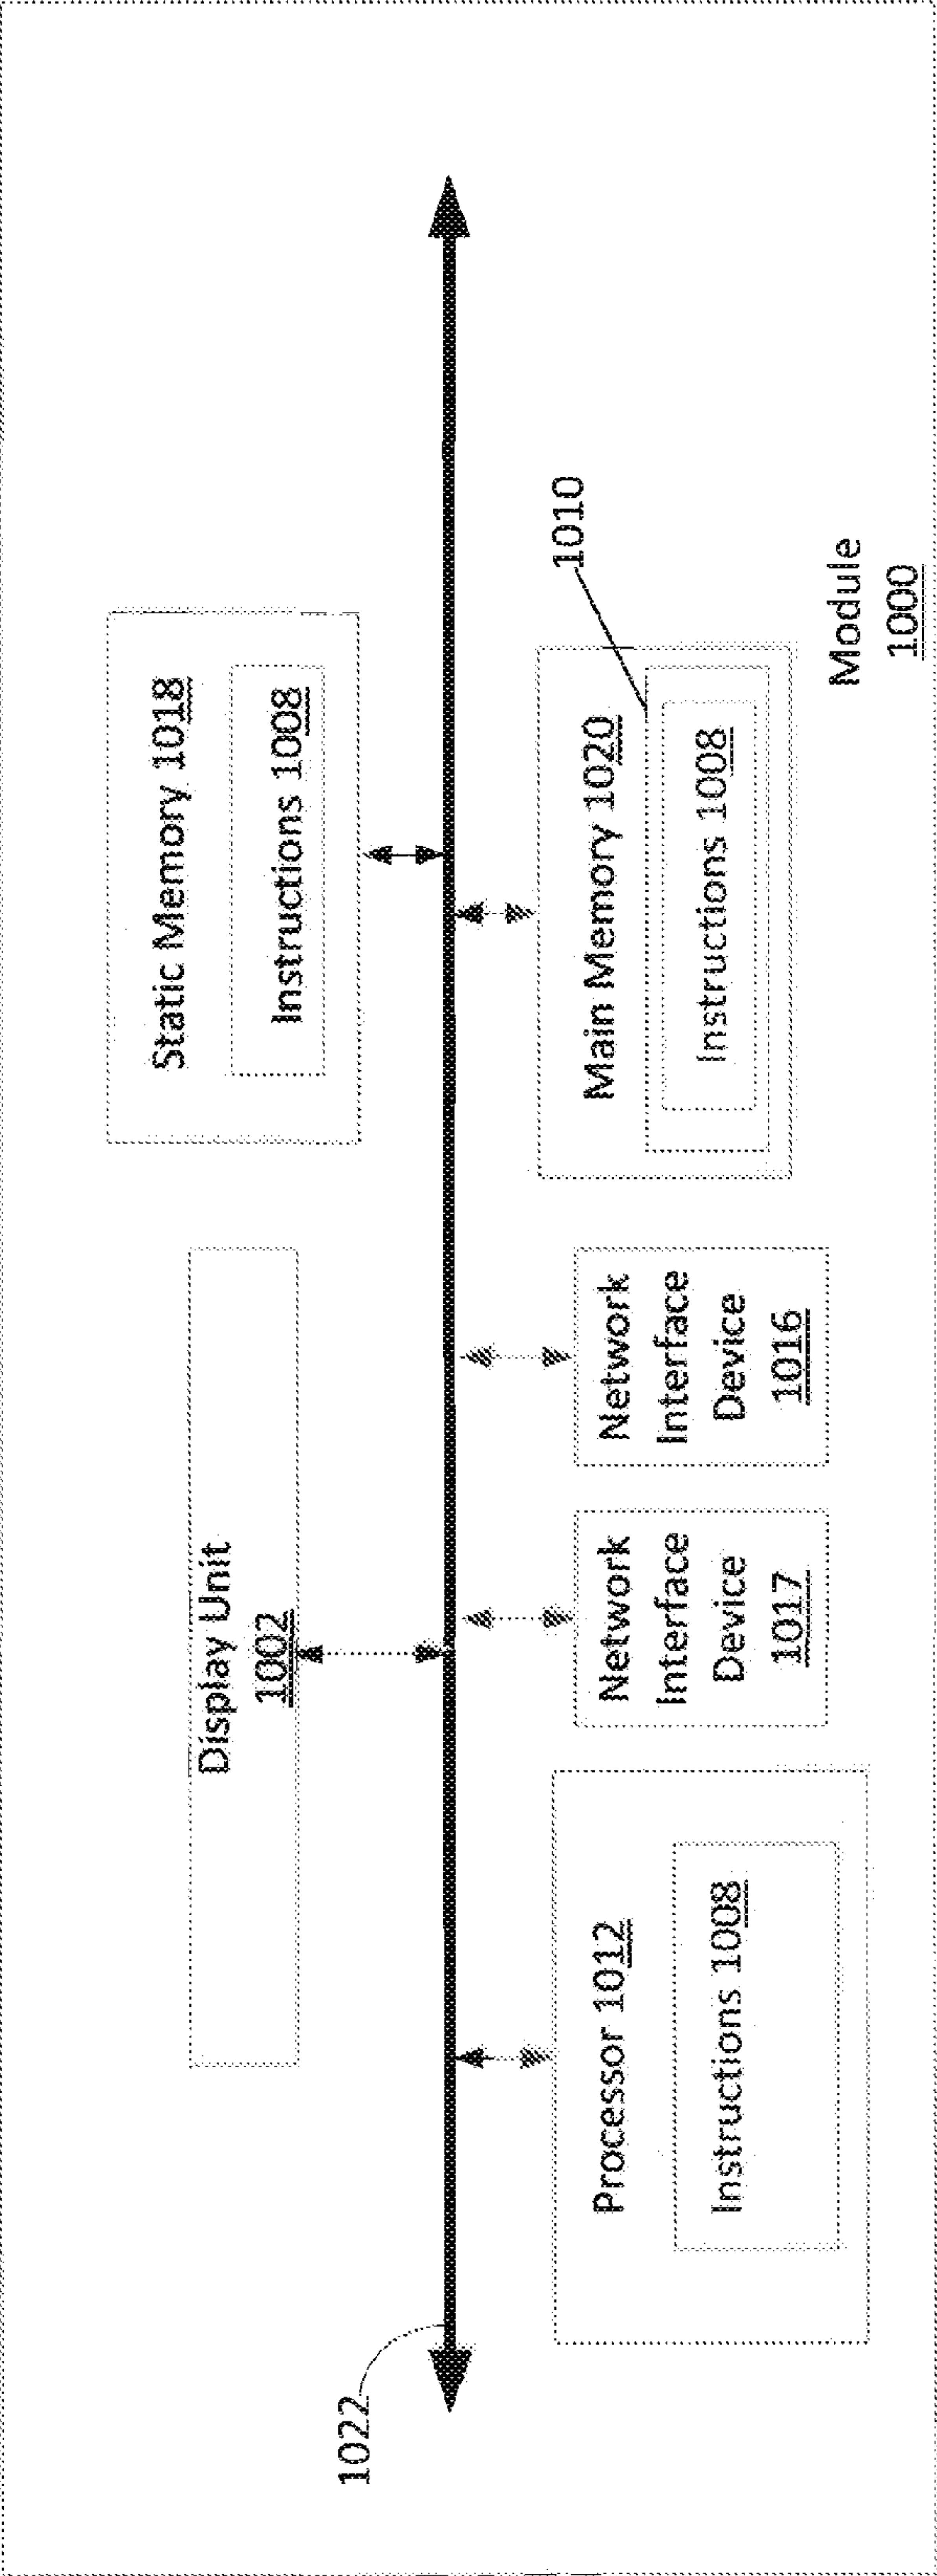 1022
Display Unit
1002
Static Memory 1018
Instructions 1008
Processor 1012
Instructions 1008
Network
Interface
Device
1017
Network
Interface
Device
1016
Main Memory 1020
Instructions 1008
1010
Module
1000